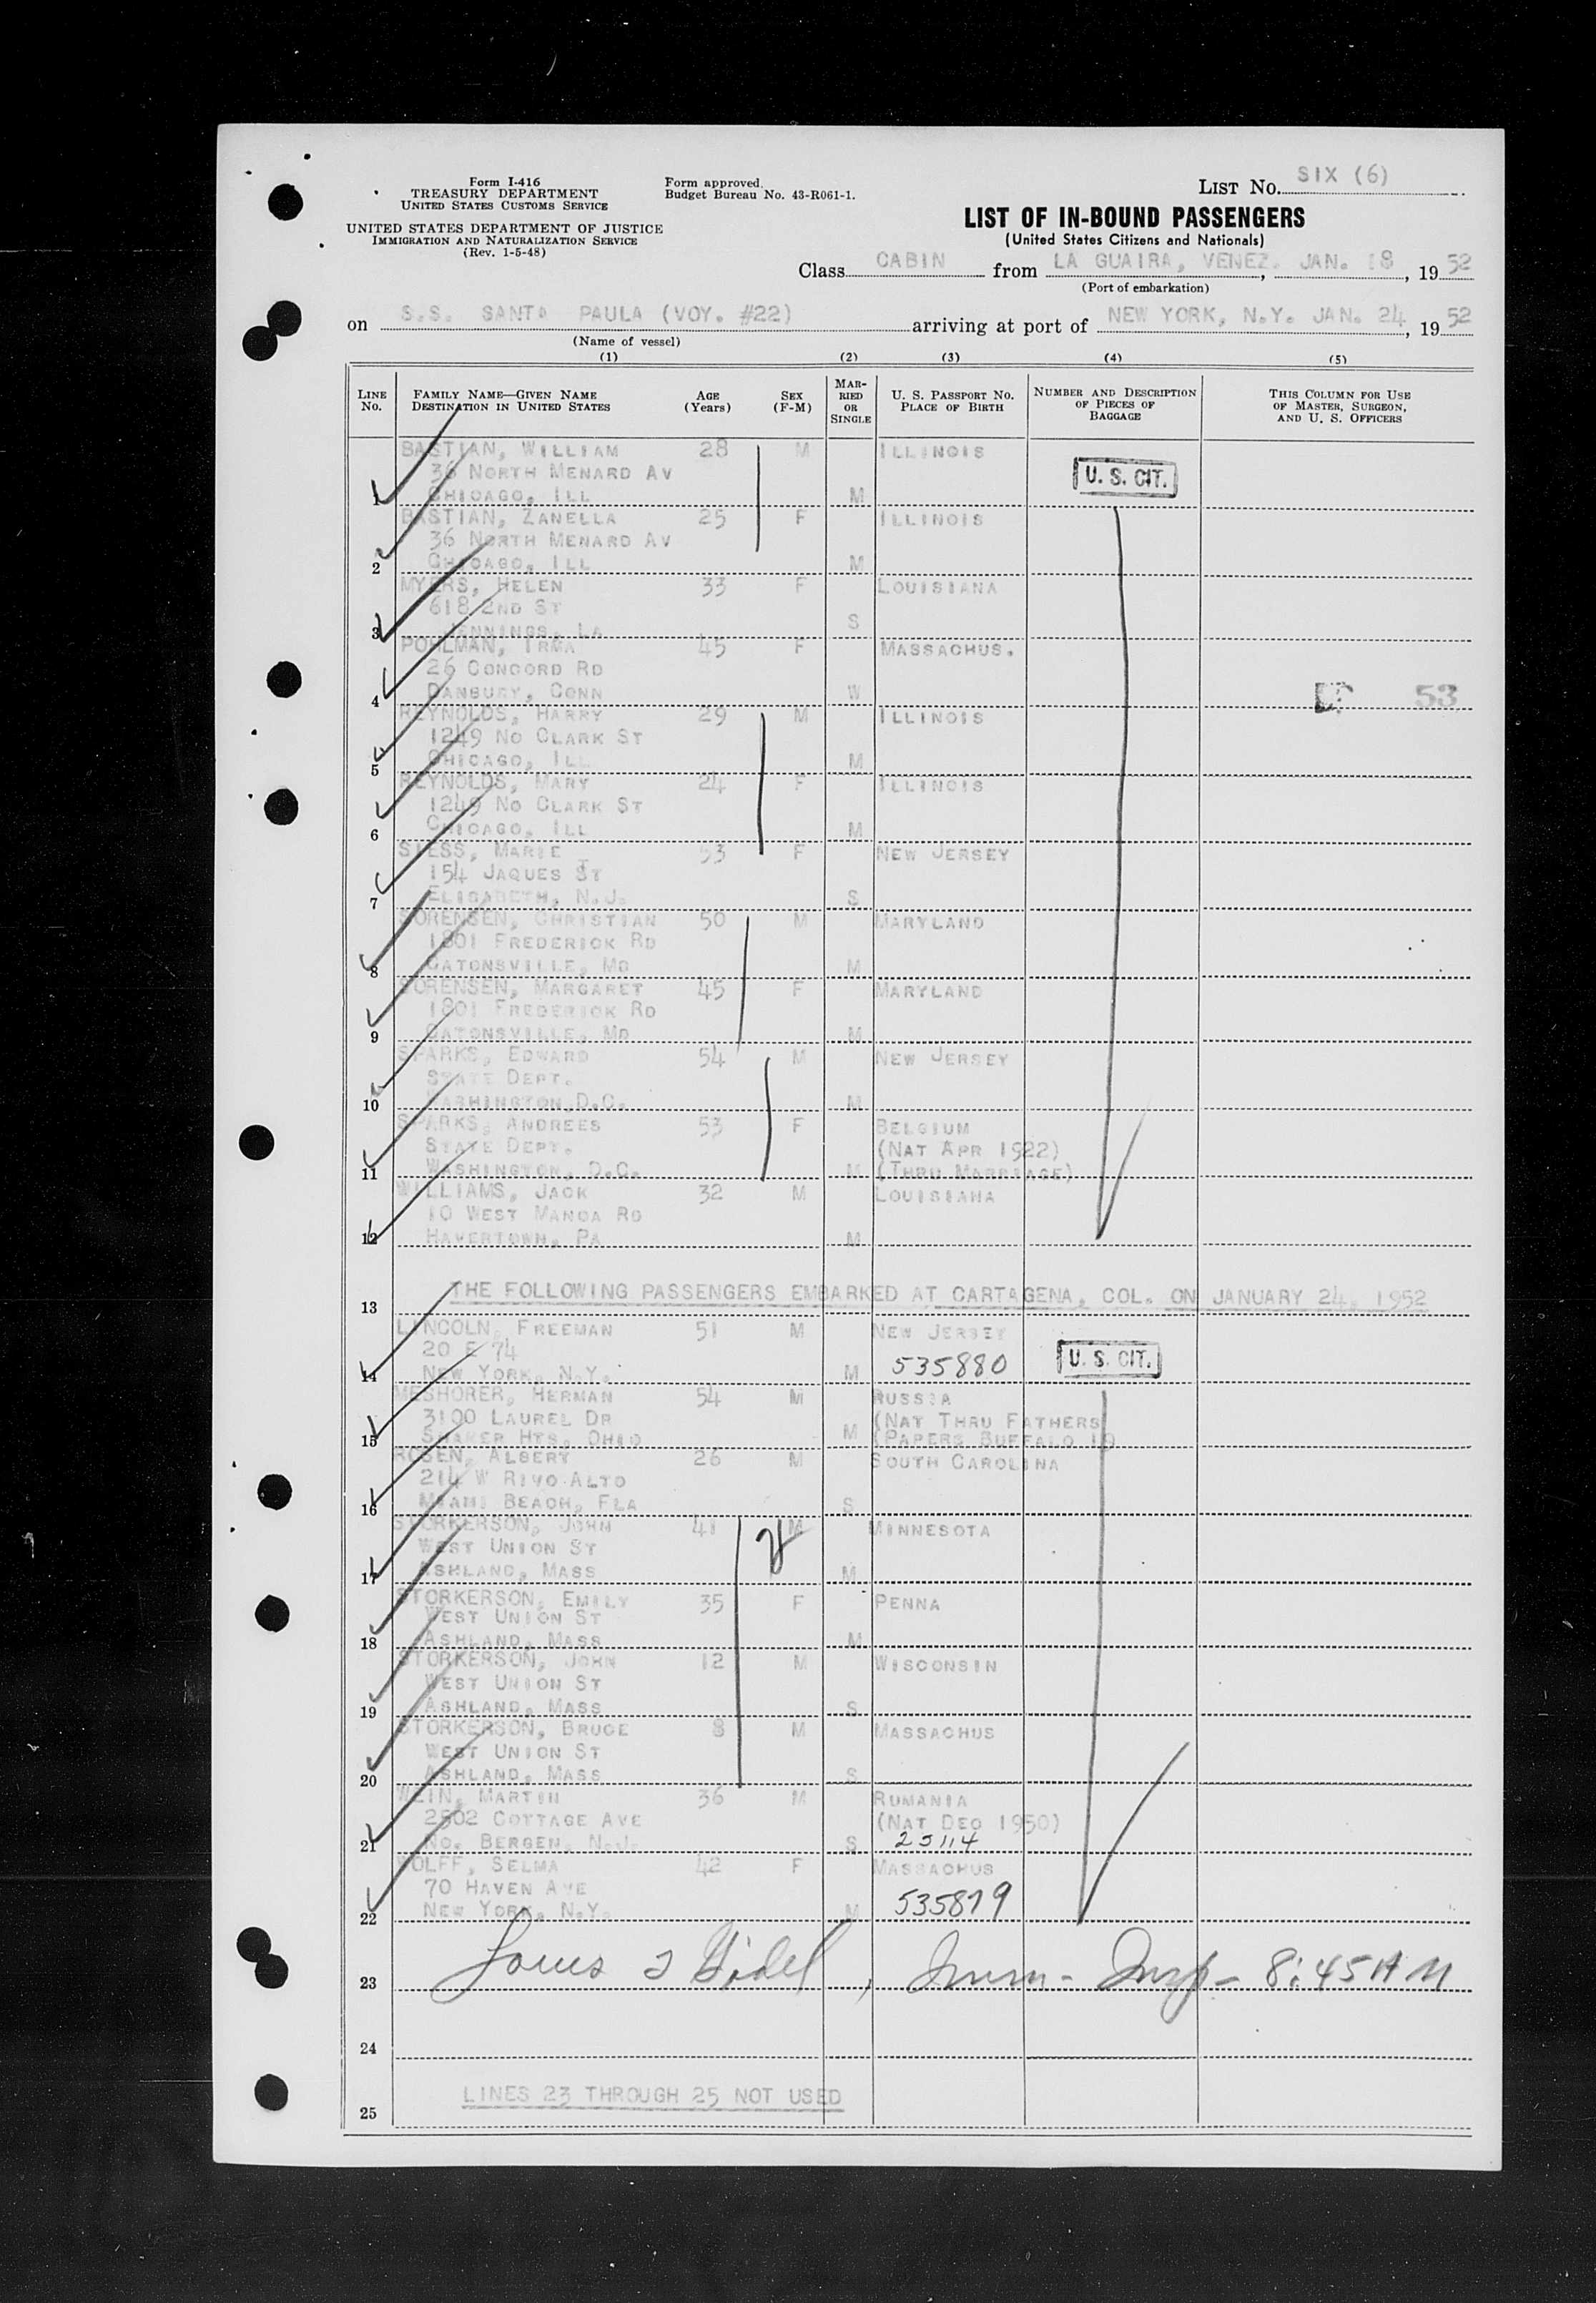 Form I-416
TREASURY DEPARTMENT
UNITED STATES CUSTOMS SERVICE
UNITED STATES DEPARTMENT OF JUSTICE
IMMIGRATION AND NATURALIZATION SERVICE
(Rev. 1-5-48)
Form approved.
Budget Bureau No. 43-R061-1.
LIST NO. SIX (6)
LIST OF IN-BOUND PASSENGERS
(United States Citizens and Nationals)
Class CABIN from LA GUAIRA, VENEZ., JAN. 18, 1952
(Port of embarkation)
on S.S. SANTA PAULA (VOY. #22) arriving at port of NEW YORK, N.Y. JAN. 24, 1952
(Name of vessel)
(1) (2) (3) (4) (5)
LINE NO. FAMILY NAME—GIVEN NAME DESTINATION IN UNITED STATES AGE (Years) SEX (F-M) MARRIED OR SINGLE U. S. PASSPORT NO. PLACE OF BIRTH NUMBER AND DESCRIPTION OF PIECES OF BAGGAGE THIS COLUMN FOR USE OF MASTER, SURGEON, AND U. S. OFFICERS
BASTIAN, WILLIAM 28 M ILLINOIS
36 NORTH MENARD AV U. S. CIT.
1 CHICAGO, ILL M
BASTIAN, ZANELLA 25 F ILLINOIS
36 NORTH MENARD AV
2 CHICAGO, ILL M
MYERS, HELEN 33 F LOUISIANA
618 2ND ST
3 JENNINGS, LA S
POHLMAN, IRMA 45 F MASSACHUS.
26 CONCORD RD
4 DANBURY, CONN W 53
REYNOLDS, HARRY 29 M ILLINOIS
1249 NO CLARK ST
5 CHICAGO, ILL M
REYNOLDS, MARY 24 F ILLINOIS
1249 NO CLARK ST
6 CHICAGO, ILL M
SIESS, MARIE 53 F NEW JERSEY
154 JAQUES ST
7 ELISABETH, N.J. S
SORENSEN, CHRISTIAN 50 M MARYLAND
1801 FREDERICK RD
8 CATONSVILLE, MD M
SORENSEN, MARGARET 45 F MARYLAND
1801 FREDERICK RD
9 CATONSVILLE, MD M
SPARKS, EDWARD 54 M NEW JERSEY
STATE DEPT.
10 WASHINGTON, D.C. M
SPARKS, ANDREES 53 F BELGIUM
STATE DEPT. (NAT APR 1922)
11 WASHINGTON, D.C. M (THRU MARRIAGE)
WILLIAMS, JACK 32 M LOUISIANA
10 WEST MANOA RD
12 HAVERTOWN, PA M
13 THE FOLLOWING PASSENGERS EMBARKED AT CARTAGENA, COL. ON JANUARY 24, 1952
LINCOLN, FREEMAN 51 M NEW JERSEY
20 E 74 535880 U. S. CIT.
14 NEW YORK, N.Y. M
MESHORER, HERMAN 54 M RUSSIA
3100 LAUREL DR (NAT THRU FATHERS
15 SHAKER HTS, OHIO M (PAPERS BUFFALO 19
ROSEN, ALBERT 26 M SOUTH CAROLINA
214 W RIVO ALTO
16 MIAMI BEACH, FLA S
STORKERSON, JOHN 41 M MINNESOTA
WEST UNION ST
17 ASHLAND, MASS M
STORKERSON, EMILY 35 F PENNA
WEST UNION ST
18 ASHLAND, MASS M
STORKERSON, JOHN 12 M WISCONSIN
WEST UNION ST
19 ASHLAND, MASS S
STORKERSON, BRUCE 8 M MASSACHUS
WEST UNION ST
20 ASHLAND, MASS S
WEIN, MARTIN 36 M RUMANIA
2502 COTTAGE AVE (NAT DEC 1950)
21 NO. BERGEN, N.J. S 25114
WOLFF, SELMA 42 F MASSACHUS
70 HAVEN AVE 535879
22 NEW YORK, N.Y. M
23 Louis J Gidel, Imm - Insp - 8:45 AM
24
LINES 23 THROUGH 25 NOT USED
25